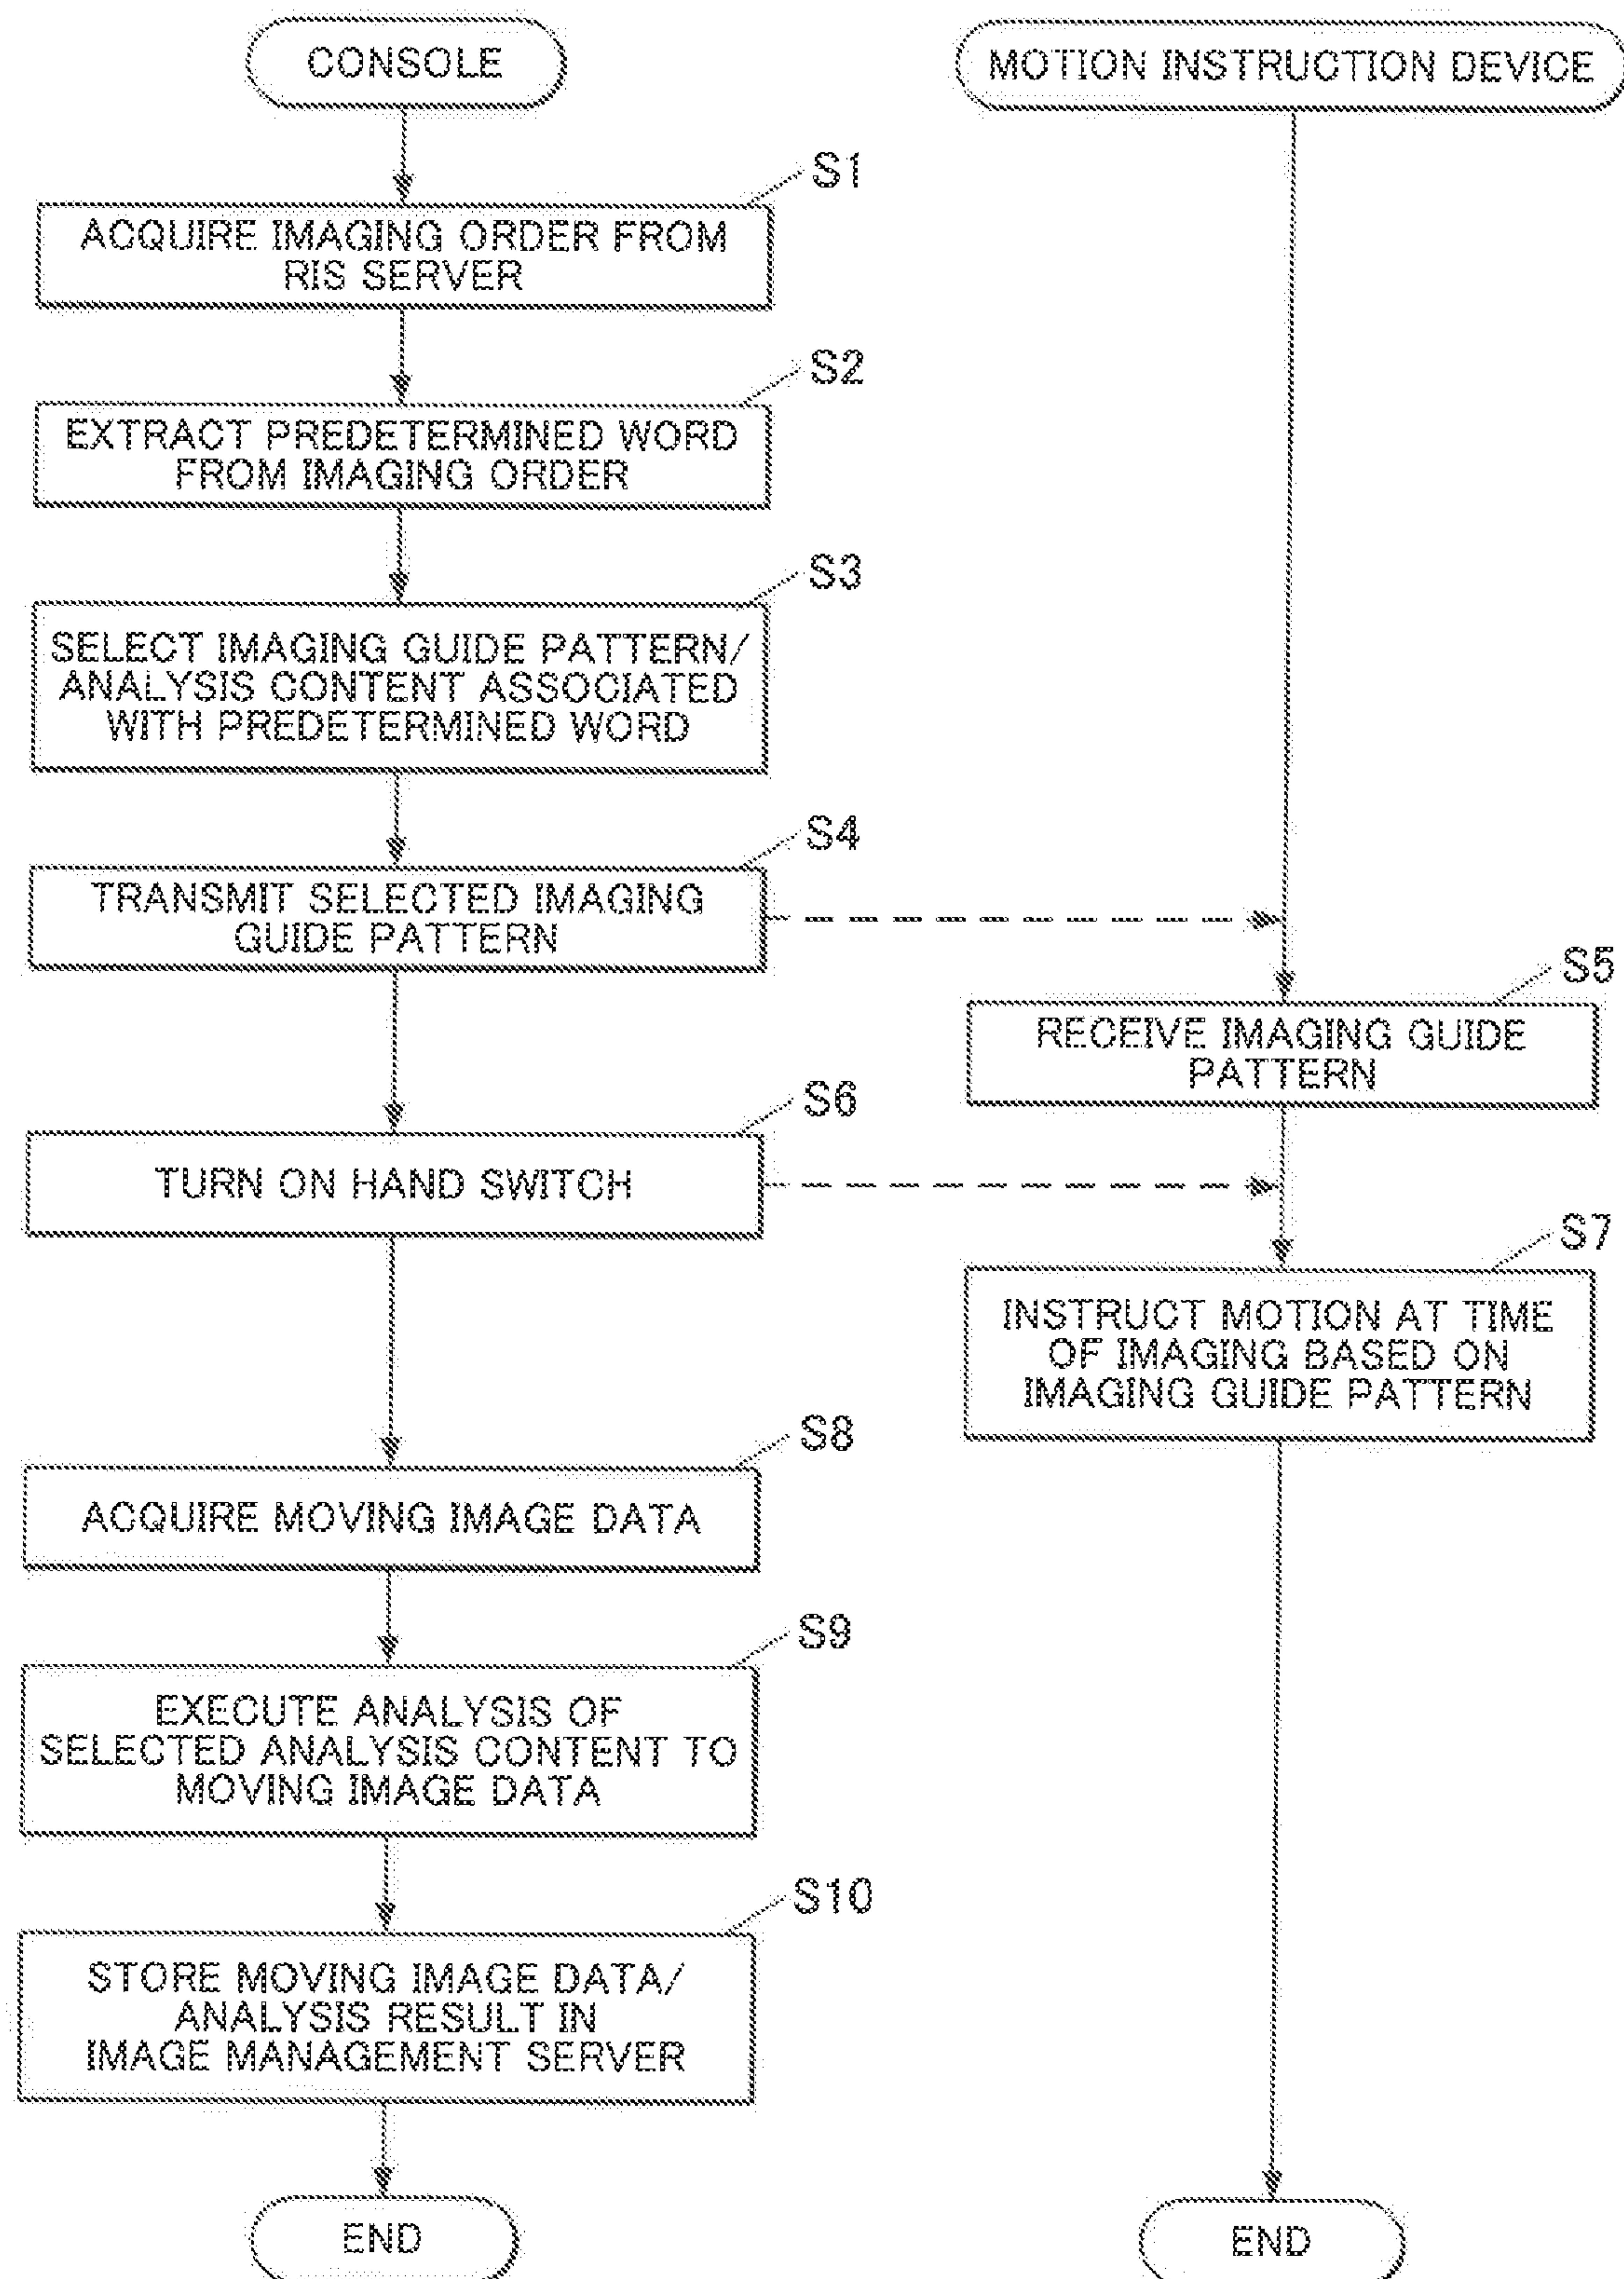 CONSOLE
MOTION INSTRUCTION DEVICE
S1
ACQUIRE IMAGING ORDER FROM
RIS SERVER
S2
EXTRACT PREDETERMINED WORD
FROM IMAGING ORDER
S3
SELECT IMAGING GUIDE PATTERN/
ANALYSIS CONTENT ASSOCIATED
WITH PREDETERMINED WORD
S4
TRANSMIT SELECTED IMAGING
GUIDE PATTERN
S5
RECEIVE IMAGING GUIDE
PATTERN
S6
TURN ON HAND SWITCH
S7
INSTRUCT MOTION AT TIME
OF IMAGING BASED ON
IMAGING GUIDE PATTERN
S8
ACQUIRE MOVING IMAGE DATA
S9
EXECUTE ANALYSIS OF
SELECTED ANALYSIS CONTENT TO
MOVING IMAGE DATA
S10
STORE MOVING IMAGE DATA/
ANALYSIS RESULT IN
IMAGE MANAGEMENT SERVER
END
END